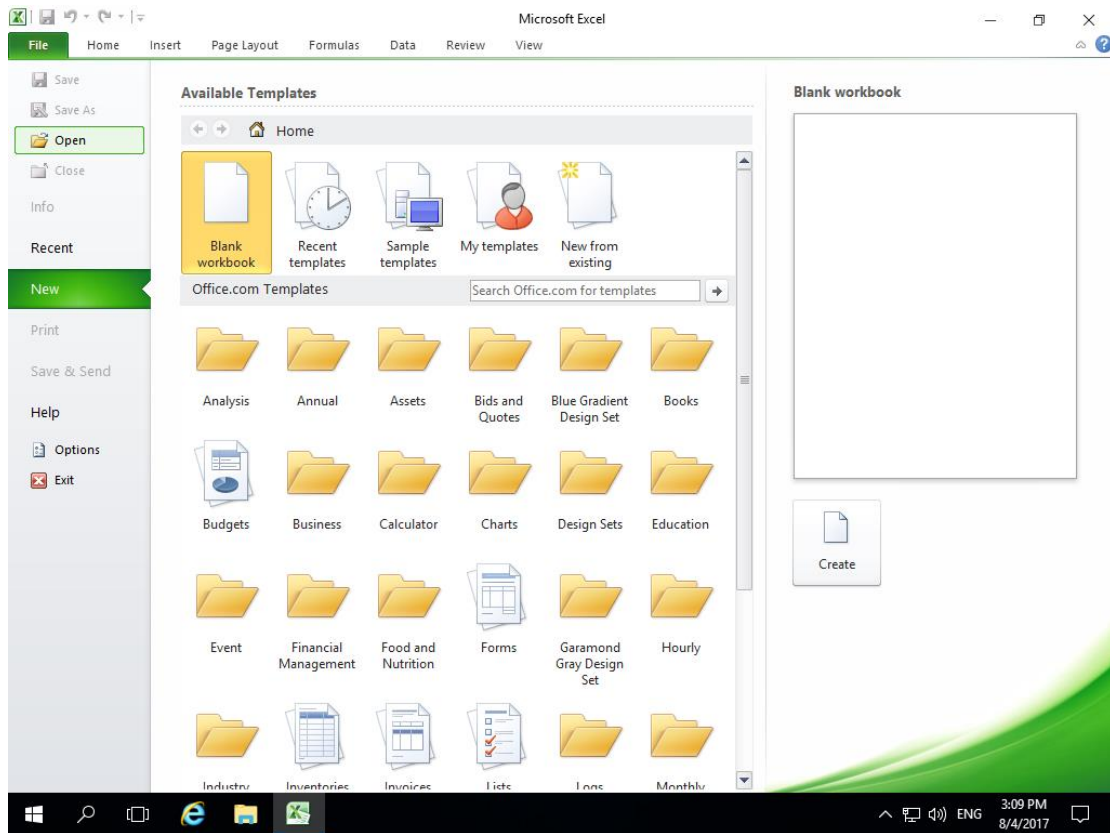 Microsoft Excel
File Home Insert Page Layout Formulas Data Review View
Save
Save As
Open
Close
Info
Recent
New
Print
Save & Send
Help
Options
Exit
Available Templates
Home
Blank workbook
Recent templates
Sample templates
My templates
New from existing
Office.com Templates
Search Office.com for templates
Analysis
Annual
Assets
Bids and Quotes
Blue Gradient Design Set
Books
Budgets
Business
Calculator
Charts
Design Sets
Education
Event
Financial Management
Food and Nutrition
Forms
Garamond Gray Design Set
Hourly
Industry
Inventories
Invoices
Lists
Logs
Monthly
Blank workbook
Create
ENG
3:09 PM
8/4/2017